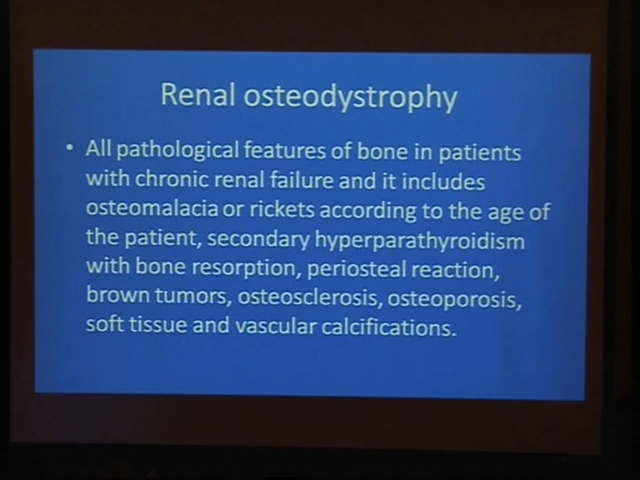 Renal osteodystrophy
• All pathological features of bone in patients
with chronic renal failure and it includes
osteomalacia or rickets according to the age of
the patient, secondary hyperparathyroidism
with bone resorption, periosteal reaction,
brown tumors, osteosclerosis, osteoporosis,
soft tissue and vascular calcifications.